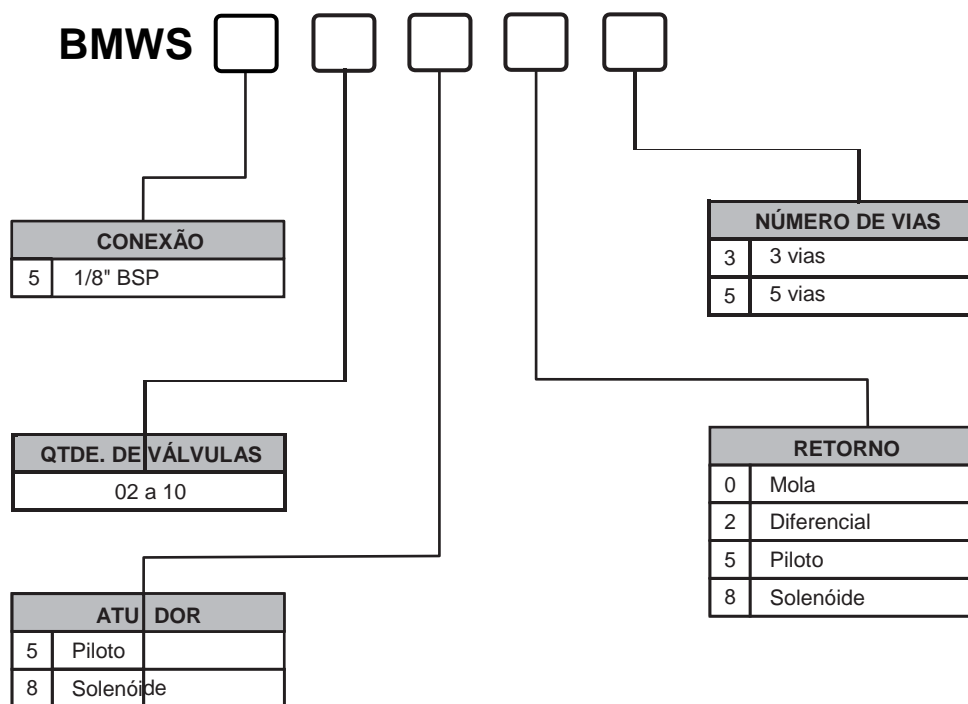 BMWS
CONEXÃO
5 1/8" BSP
QTDE. DE VÁLVULAS
02 a 10
ATU DOR
5 Piloto
8 Solenóide
NÚMERO DE VIAS
3 3 vias
5 5 vias
RETORNO
0 Mola
2 Diferencial
5 Piloto
8 Solenóide